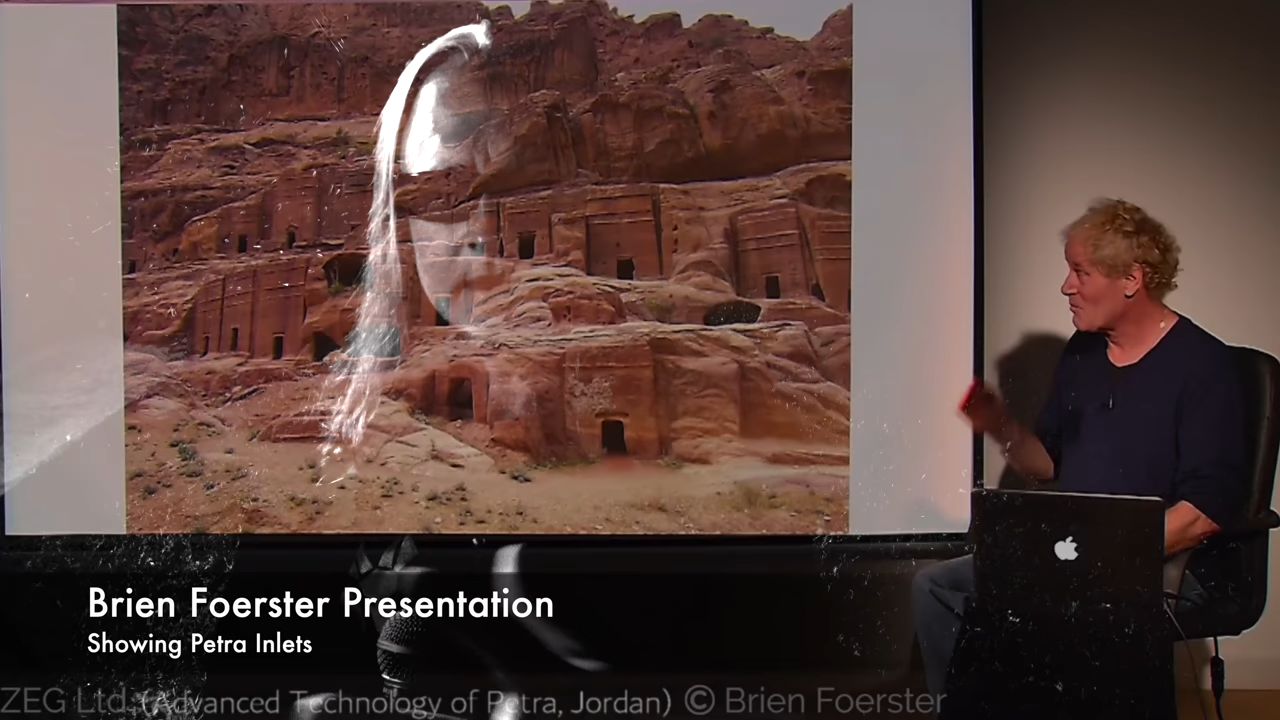 Brien Foerster Presentation
Showing Petra Inlets
ZEG Ltd. (Advanced Technology of Petra, Jordan) © Brien Foerster